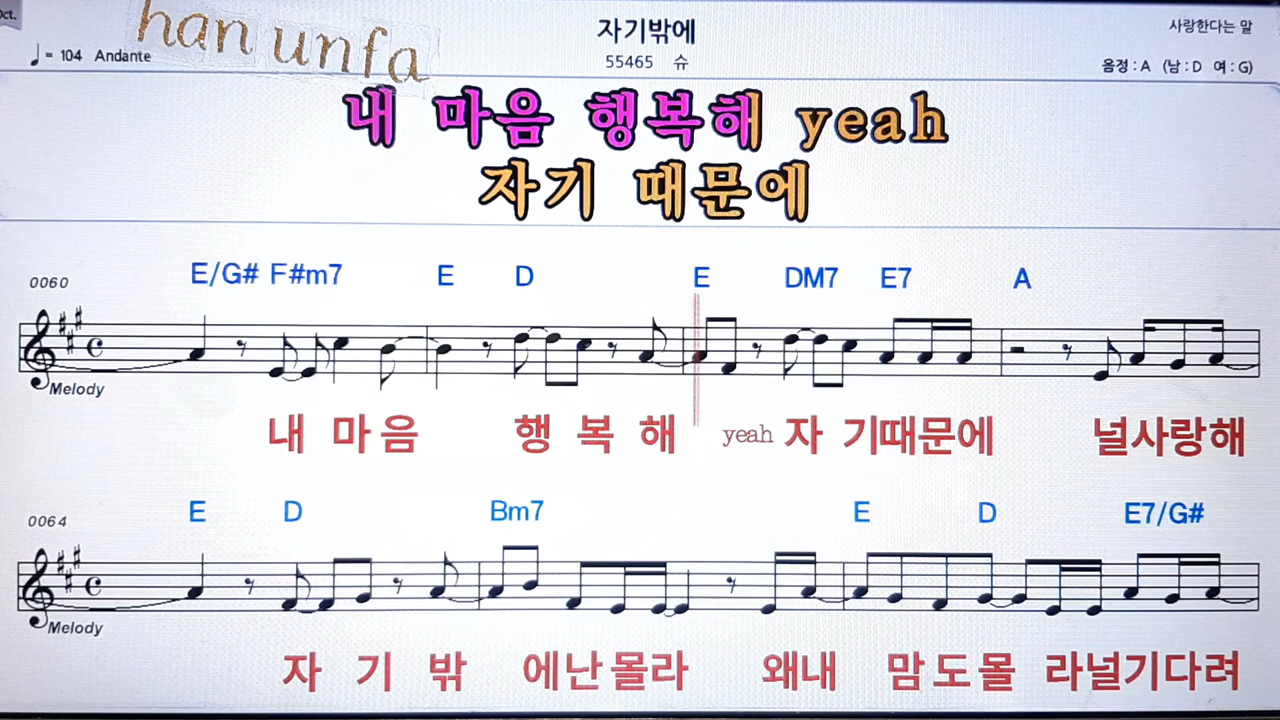 Oct.
han unfa
자기밖에
사랑한다는 말
♩= 104 Andante
55465 슈
음정 : A (남 : D 여 : G)
내 마음 행복해 yeah
자기 때문에
0060
E/G# F#m7 E D E DM7 E7 A
Melody
내 마음 행 복 해 yeah 자 기때문에 널사랑해
0064
E D Bm7 E D E7/G#
Melody
자 기 밖 에난몰라 왜내 맘도몰 라널기다려